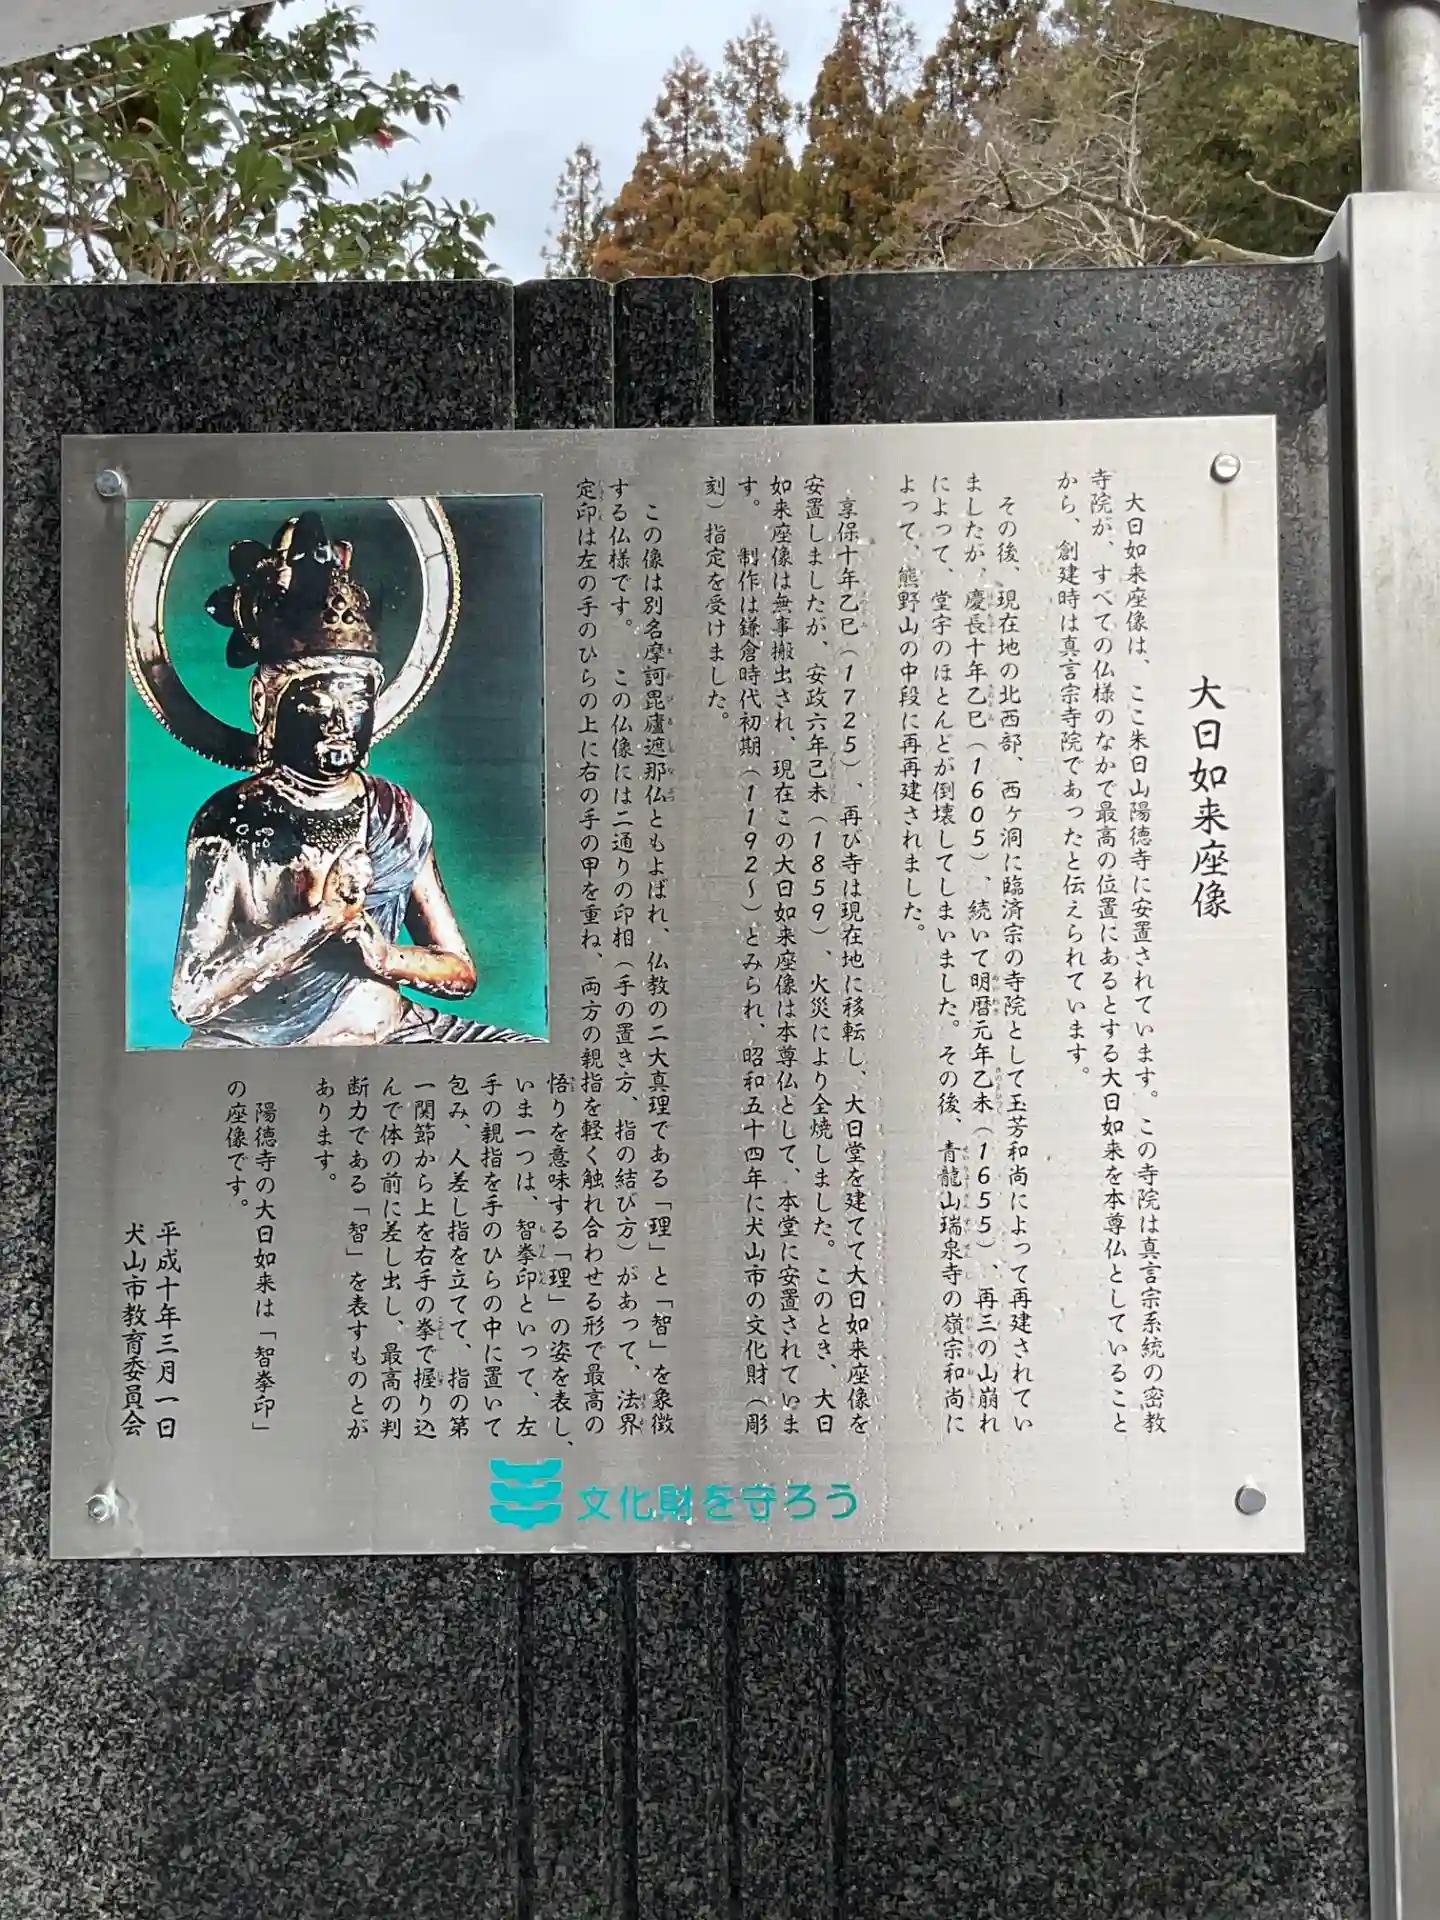 大日如来座像
大日如来座像は、ここ朱日山陽徳寺に安置されています。この寺院は真言宗系統の密教
寺院が、すべての仏様のなかで最高の位置にあるとする大日如来を本尊仏としていること
から、創建時は真言宗寺院であったと伝えられています。
その後、現在地の北西部、西ヶ洞に臨済宗の寺院として玉芳和尚によって再建されてい
ましたが、慶長十年乙巳(1605)、続いて明暦元年乙未(1655)、再三の山崩れ
によって、堂宇のほとんどが倒壊してしまいました。その後、青龍山瑞泉寺の嶺宗和尚に
よって、熊野山の中段に再再建されました。
享保十年乙巳(1725)、再び寺は現在地に移転し、大日堂を建てて大日如来座像を
安置しましたが、安政六年己未(1859)、火災により全焼しました。このとき、大日
如来座像は無事搬出され、現在この大日如来座像は本尊仏として、本堂に安置されていま
す。 制作は鎌倉時代初期(1192〜)とみられ、昭和五十四年に犬山市の文化財(彫
刻)指定を受けました。
この像は別名摩訶毘廬遮那仏ともよばれ、仏教の二大真理である「理」と「智」を象徴
する仏様です。 この仏像には二通りの印相(手の置き方、指の結び方)があって、法界
定印は左の手のひらの上に右の手の甲を重ね、両方の親指を軽く触れ合わせる形で最高の
悟りを意味する「理」の姿を表し、
いま一つは、智拳印といって、左
手の親指を手のひらの中に置いて
包み、人差し指を立てて、指の第
一関節から上を右手の拳で握り込
んで体の前に差し出し、最高の判
断力である「智」を表すものとが
あります。
陽徳寺の大日如来は「智拳印」
の座像です。
平成十年三月一日
犬山市教育委員会
文化財を守ろう